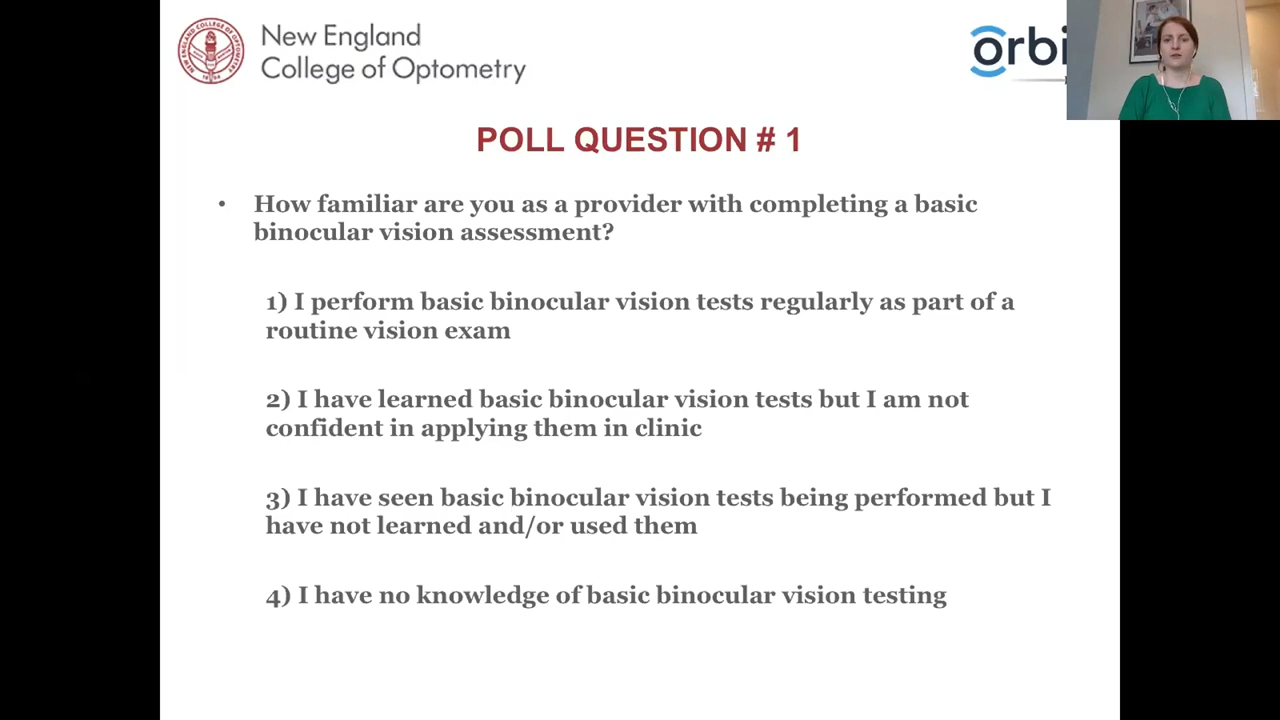 New England
College of Optometry
POLL QUESTION # 1
• How familiar are you as a provider with completing a basic
binocular vision assessment?
1) I perform basic binocular vision tests regularly as part of a
routine vision exam
2) I have learned basic binocular vision tests but I am not
confident in applying them in clinic
3) I have seen basic binocular vision tests being performed but I
have not learned and/or used them
4) I have no knowledge of basic binocular vision testing